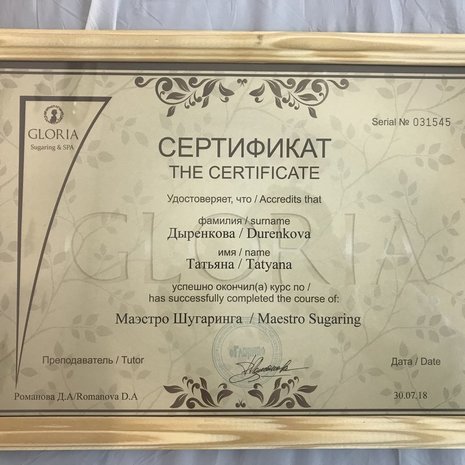 GLORIA
Sugaring & SPA
Serial № 031545
СЕРТИФИКАТ
THE CERTIFICATE
Удостоверяет, что / Accredits that
фамилия / surname
Дыренкова / Durenkova
имя / name
Татьяна / Tatyana
успешно окончил(а) курс по /
has successfully completed the course of:
Маэстро Шугаринга / Maestro Sugaring
GLORIA
Преподаватель / Tutor
Дата / Date
Романова Д.А/Romanova D.A
30.07.18